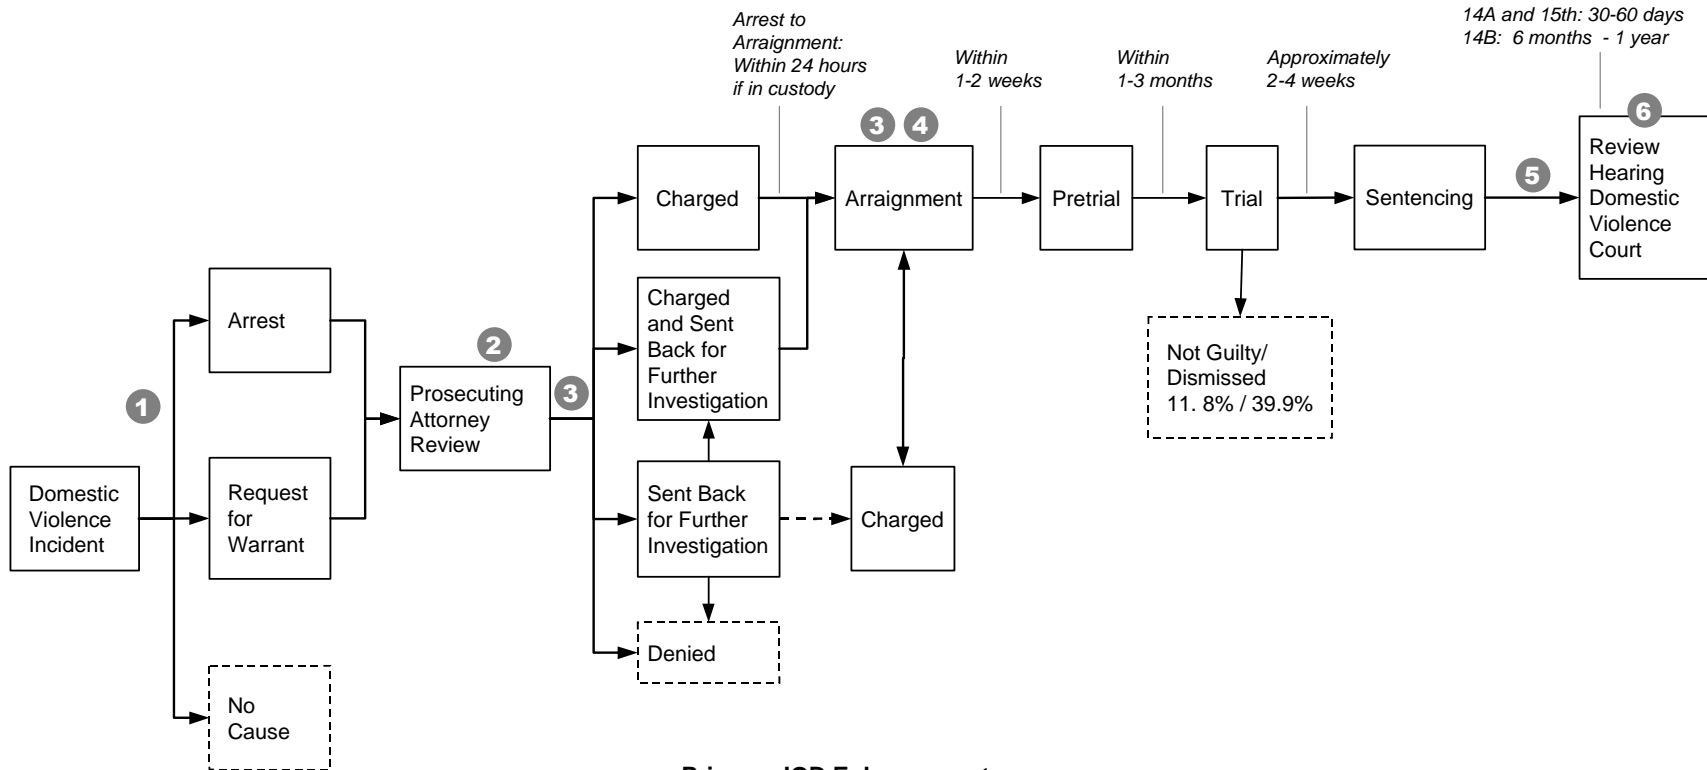 Arrest to
Arraignment:
Within 24 hours
if in custody
Within
1-2 weeks
Within
1-3 months
Approximately
2-4 weeks
14A and 15th: 30-60 days
14B: 6 months - 1 year
3 4
6
Charged
Arraignment
Pretrial
Trial
Sentencing
5
Review
Hearing
Domestic
Violence
Court
Arrest
Charged
and Sent
Back for
Further
Investigation
Not Guilty/
Dismissed
11. 8% / 39.9%
1
2
Prosecuting
Attorney
Review
3
Domestic
Violence
Incident
Request
for
Warrant
Sent Back
for Further
Investigation
Charged
Denied
No
Cause